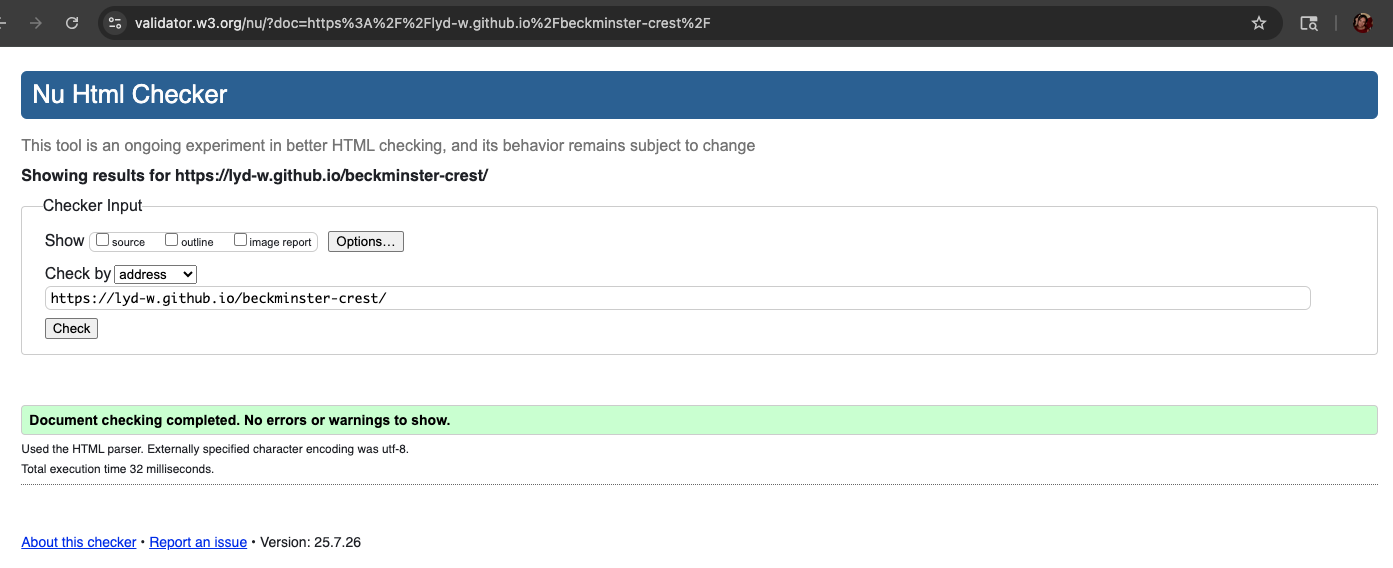 validator.w3.org/nu/?doc=https%3A%2F%2Flyd-w.github.io%2Fbeckminster-crest%2F
Nu Html Checker
This tool is an ongoing experiment in better HTML checking, and its behavior remains subject to change
Showing results for https://lyd-w.github.io/beckminster-crest/
Checker Input
Show source outline image report Options...
Check by address
https://lyd-w.github.io/beckminster-crest/
Check
Document checking completed. No errors or warnings to show.
Used the HTML parser. Externally specified character encoding was utf-8.
Total execution time 32 milliseconds.
About this checker • Report an issue • Version: 25.7.26